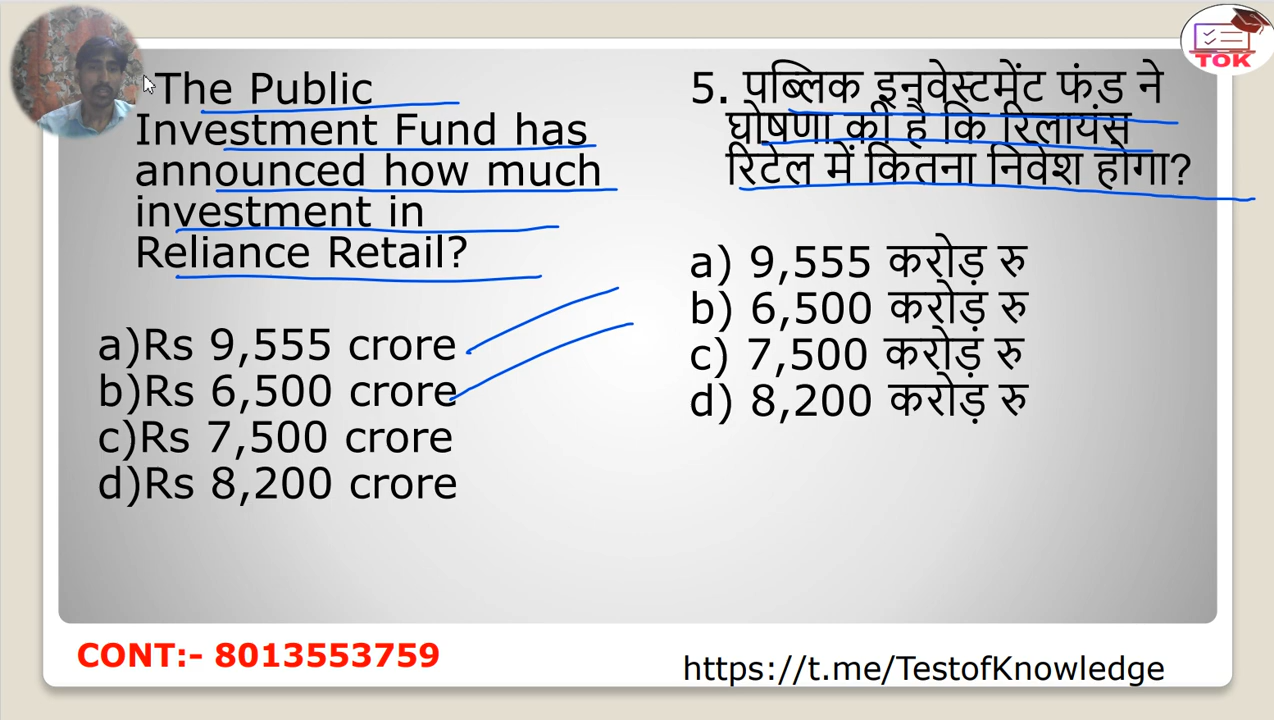 The Public
Investment Fund has
announced how much
investment in
Reliance Retail?
a)Rs 9,555 crore
b)Rs 6,500 crore
c)Rs 7,500 crore
d)Rs 8,200 crore
5. पब्लिक इनवेस्टमेंट फंड ने
घोषणा की है कि रिलायंस
रिटेल में कितना निवेश होगा?
a) 9,555 करोड़ रु
b) 6,500 करोड़ रु
c) 7,500 करोड़ रु
d) 8,200 करोड़ रु
TOK
CONT:- 8013553759
https://t.me/TestofKnowledge